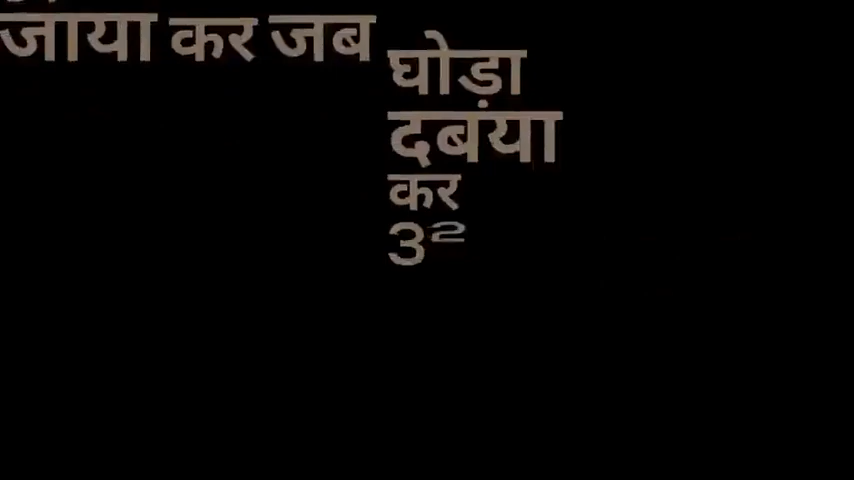 जाया कर जब
घोड़ा
दबंया
कर
3²